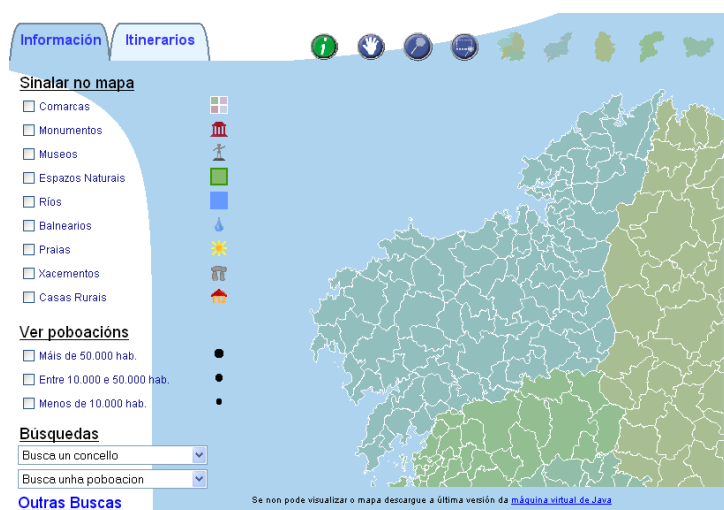 Información
Itinerarios
Sinalar no mapa
Comarcas
Monumentos
Museos
Espazos Naturais
Ríos
Balnearios
Praias
Xacementos
Casas Rurais
Ver poboacións
Máis de 50.000 hab.
Entre 10.000 e 50.000 hab.
Menos de 10.000 hab.
Búsquedas
Busca un concello
Busca unha poboacion
Outras Buscas
Se non pode visualizar o mapa descargue a última versión da máquina virtual de Java